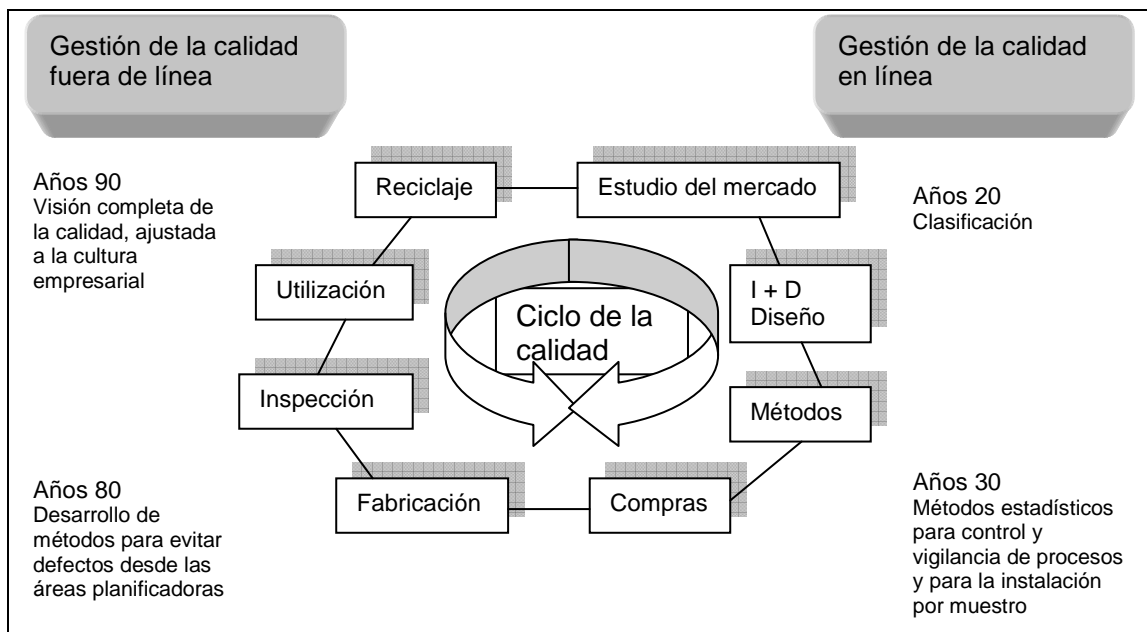 Gestión de la calidad
fuera de línea
Gestión de la calidad
en línea
Años 90
Visión completa de
la calidad, ajustada
a la cultura
empresarial
Reciclaje
Estudio del mercado
Años 20
Clasificación
Utilización
Ciclo de la
calidad
I + D
Diseño
Inspección
Métodos
Fabricación
Compras
Años 80
Desarrollo de
métodos para evitar
defectos desde las
áreas planificadoras
Años 30
Métodos estadísticos
para control y
vigilancia de procesos
y para la instalación
por muestro